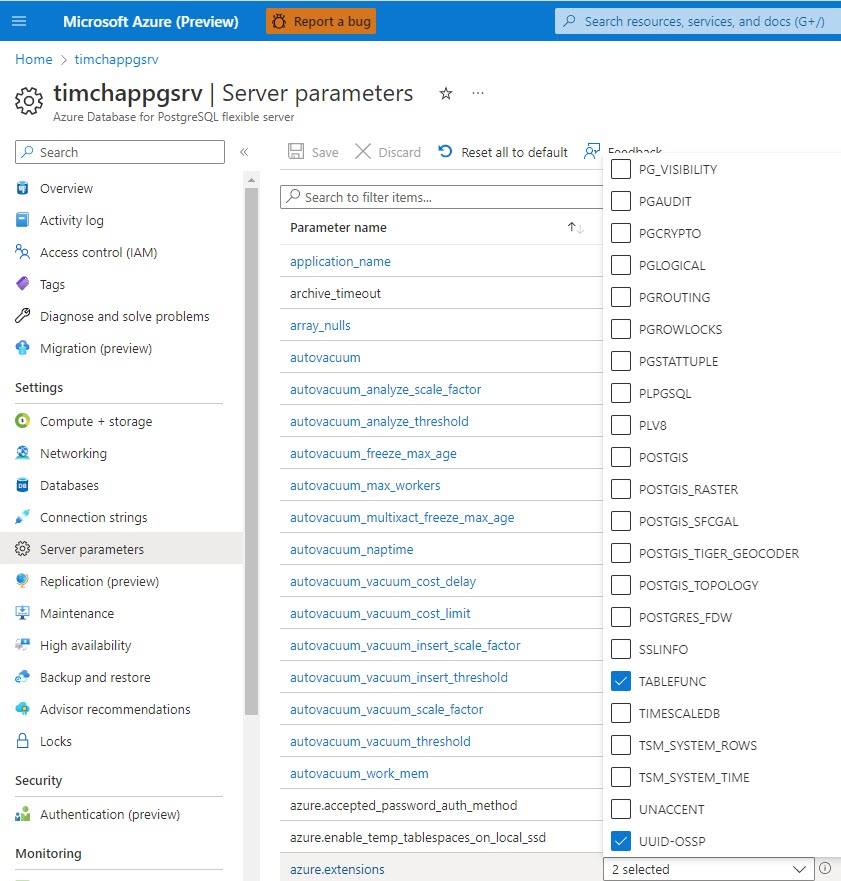 Microsoft Azure (Preview)
Report a bug
Search resources, services, and docs (G+/)
Home > timchappgsrv
timchappgsrv | Server parameters
Azure Database for PostgreSQL flexible server
Search
Overview
Activity log
Access control (IAM)
Tags
Diagnose and solve problems
Migration (preview)
Settings
Compute + storage
Networking
Databases
Connection strings
Server parameters
Replication (preview)
Maintenance
High availability
Backup and restore
Advisor recommendations
Locks
Security
Authentication (preview)
Monitoring
Save
Discard
Reset all to default
Feedback
Search to filter items...
Parameter name
application_name
archive_timeout
array_nulls
autovacuum
autovacuum_analyze_scale_factor
autovacuum_analyze_threshold
autovacuum_freeze_max_age
autovacuum_max_workers
autovacuum_multixact_freeze_max_age
autovacuum_naptime
autovacuum_vacuum_cost_delay
autovacuum_vacuum_cost_limit
autovacuum_vacuum_insert_scale_factor
autovacuum_vacuum_insert_threshold
autovacuum_vacuum_scale_factor
autovacuum_vacuum_threshold
autovacuum_work_mem
azure.accepted_password_auth_method
azure.enable_temp_tablespaces_on_local_ssd
azure.extensions
PG_VISIBILITY
PGAUDIT
PGCRYPTO
PGLOGICAL
PGROUTING
PGROWLOCKS
PGSTATTUPLE
PLPGSQL
PLV8
POSTGIS
POSTGIS_RASTER
POSTGIS_SFCGAL
POSTGIS_TIGER_GEOCODER
POSTGIS_TOPOLOGY
POSTGRES_FDW
SSLINFO
TABLEFUNC
TIMESCALEDB
TSM_SYSTEM_ROWS
TSM_SYSTEM_TIME
UNACCENT
UUID-OSSP
2 selected